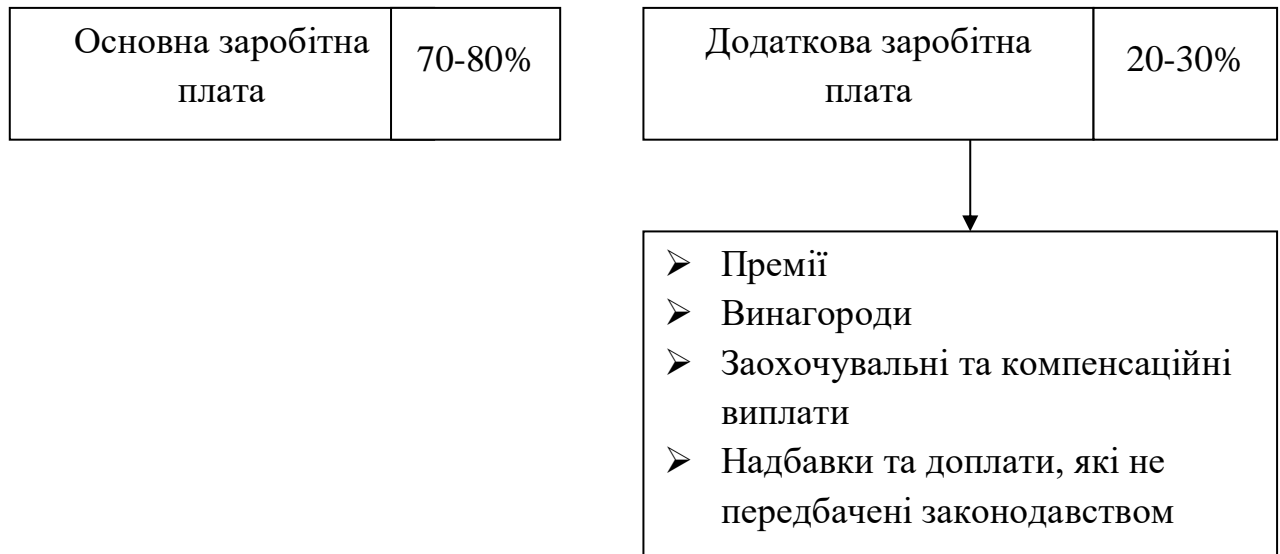 Основна заробітна
плата
70-80%
Додаткова заробітна
плата
20-30%
➢ Премії
➢ Винагороди
➢ Заохочувальні та компенсаційні
виплати
➢ Надбавки та доплати, які не
передбачені законодавством